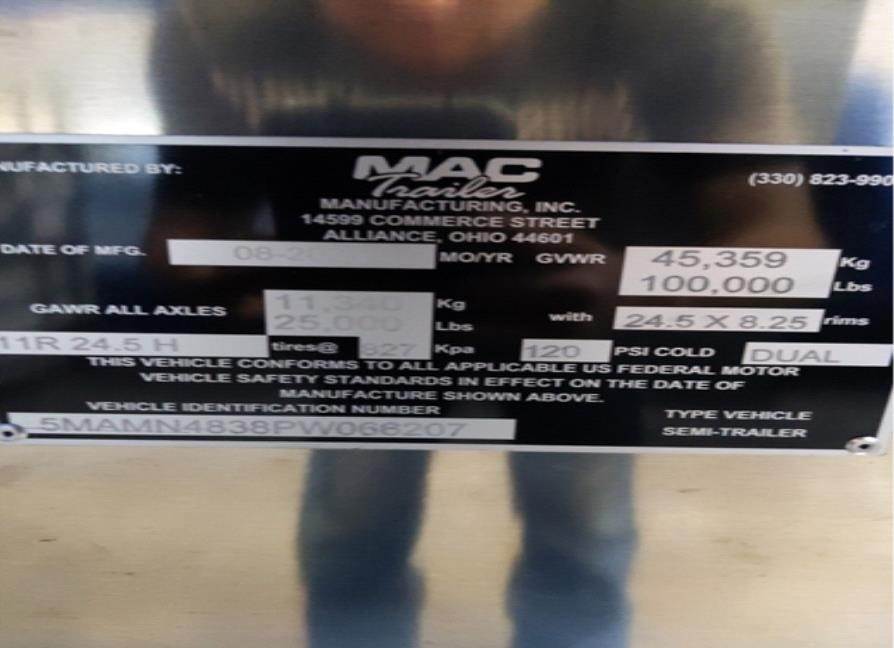 NUFACTURED BY:
MAC
Trailer
(330) 823-990
MANUFACTURING, INC.
14599 COMMERCE STREET
ALLIANCE, OHIO 44601
DATE OF MFG. MO/YR GVWR 45,359 Kg
100,000 Lbs
GAWR ALL AXLES 11,340 Kg
25,000 Lbs with 24.5 X 8.25 rims
11R 24.5 H tires@ 827 Kpa 120 PSI COLD DUAL
THIS VEHICLE CONFORMS TO ALL APPLICABLE US FEDERAL MOTOR
VEHICLE SAFETY STANDARDS IN EFFECT ON THE DATE OF
MANUFACTURE SHOWN ABOVE.
VEHICLE IDENTIFICATION NUMBER
5MAMN4838PW066207
TYPE VEHICLE
SEMI-TRAILER